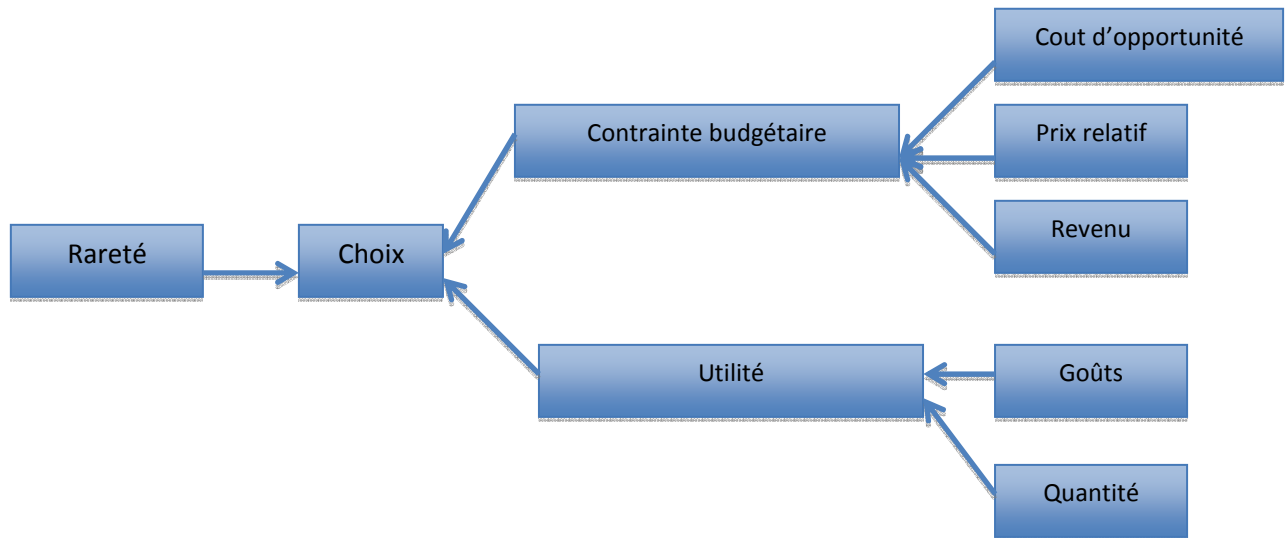 Cout d’opportunité
Contrainte budgétaire
Prix relatif
Revenu
Rareté
Choix
Utilité
Goûts
Quantité